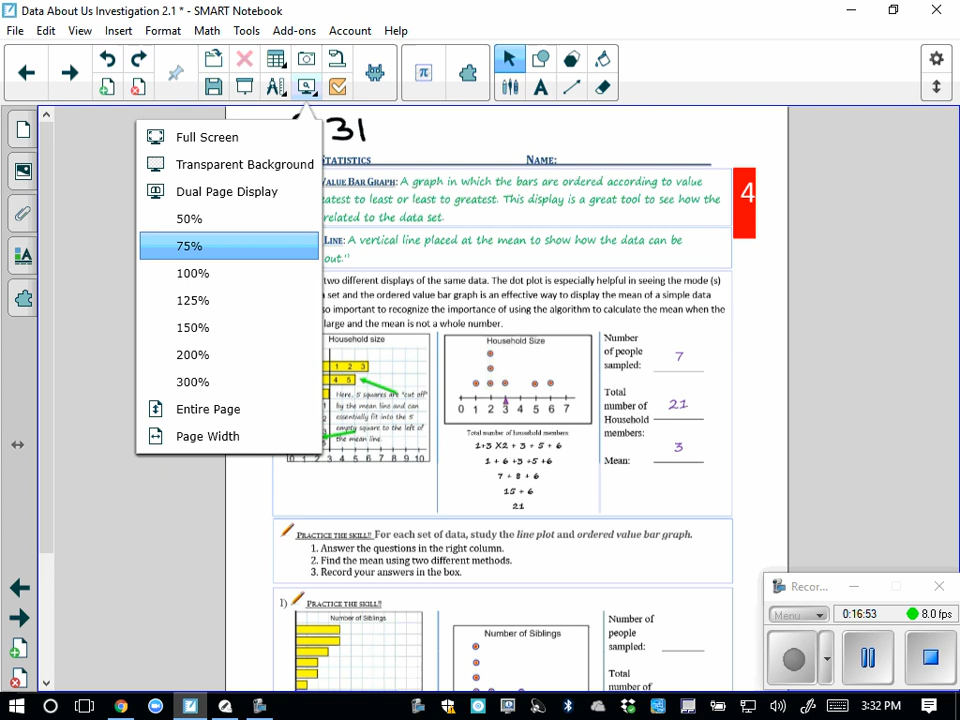 Data About Us Investigation 2.1 * - SMART Notebook
File Edit View Insert Format Math Tools Add-ons Account Help
π
A
31
Full Screen
Transparent Background
Dual Page Display
50%
75%
100%
125%
150%
200%
300%
Entire Page
Page Width
STATISTICS NAME:
4
VALUE BAR GRAPH: A graph in which the bars are ordered according to value
atest to least or least to greatest. This display is a great tool to see how the
related to the data set.
LINE: A vertical line placed at the mean to show how the data can be
out."
two different displays of the same data. The dot plot is especially helpful in seeing the mode (s)
a set and the ordered value bar graph is an effective way to display the mean of a simple data
so important to recognize the importance of using the algorithm to calculate the mean when the
large and the mean is not a whole number.
Household size
1 2 3
4 5
Here, 5 squares are "cut off"
by the mean line and can
essentially fit into the 5
empty square to the left of
the mean line.
0 1 2 3 4 5 6 7 8 9 10
Household Size
0 1 2 3 4 5 6 7
Total number of household members:
1+3 X2 + 3 + 5 + 6
1 + 6 +3 +5 +6
7 + 8 + 6
15 + 6
21
Number
of people
sampled: 7
Total
number of 21
Household
members:
Mean: 3
PRACTICE THE SKILL!! For each set of data, study the line plot and ordered value bar graph.
1. Answer the questions in the right column.
2. Find the mean using two different methods.
3. Record your answers in the box.
1) PRACTICE THE SKILL!!
Number of Siblings
Number of Siblings
Number of
people
sampled:
Total
number of
Recor...
Menu
0:16:53
8.0 fps
3:32 PM